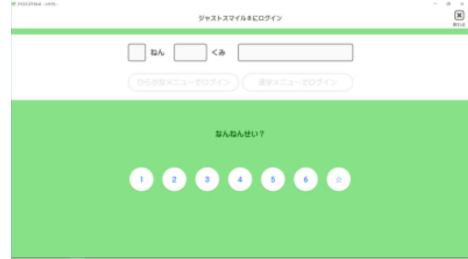 ジャストスマイル8にログイン
ねん くみ
ひらがなメニューでログイン 漢字メニューでログイン
なんねんせい？
1 2 3 4 5 6 ☆